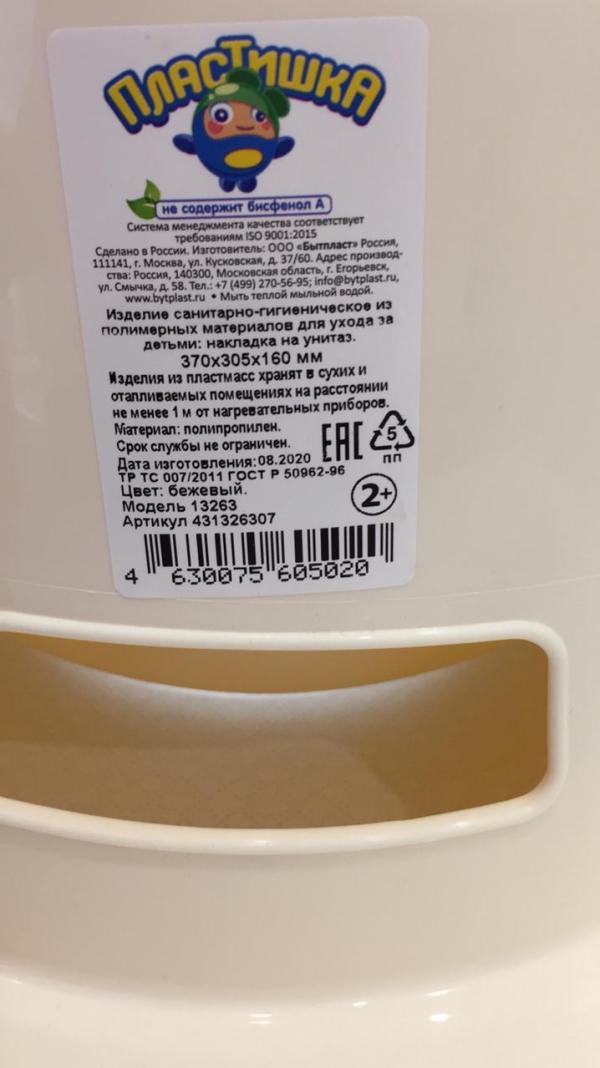 ПЛАСТИШКА
не содержит бисфенол А
Система менеджмента качества соответствует
требованиям ISO 9001:2015
Сделано в России. Изготовитель: ООО «Бытпласт» Россия,
111141, г. Москва, ул. Кусковская, д. 37/60. Адрес производ-
ства: Россия, 140300, Московская область, г. Егорьевск,
ул. Смычка, д. 58. Тел.: +7 (499) 270-56-95; info@bytplast.ru,
www.bytplast.ru • Мыть теплой мыльной водой.
Изделие санитарно-гигиеническое из
полимерных материалов для ухода за
детьми: накладка на унитаз.
370х305х160 мм
Изделия из пластмасс хранят в сухих и
отапливаемых помещениях на расстоянии
не менее 1 м от нагревательных приборов.
Материал: полипропилен.
Срок службы не ограничен.
EAC
5
ПП
Дата изготовления:08.2020
ТР ТС 007/2011 ГОСТ Р 50962-96
Цвет: бежевый.
2+
Модель 13263
Артикул 431326307
4 630075 605020